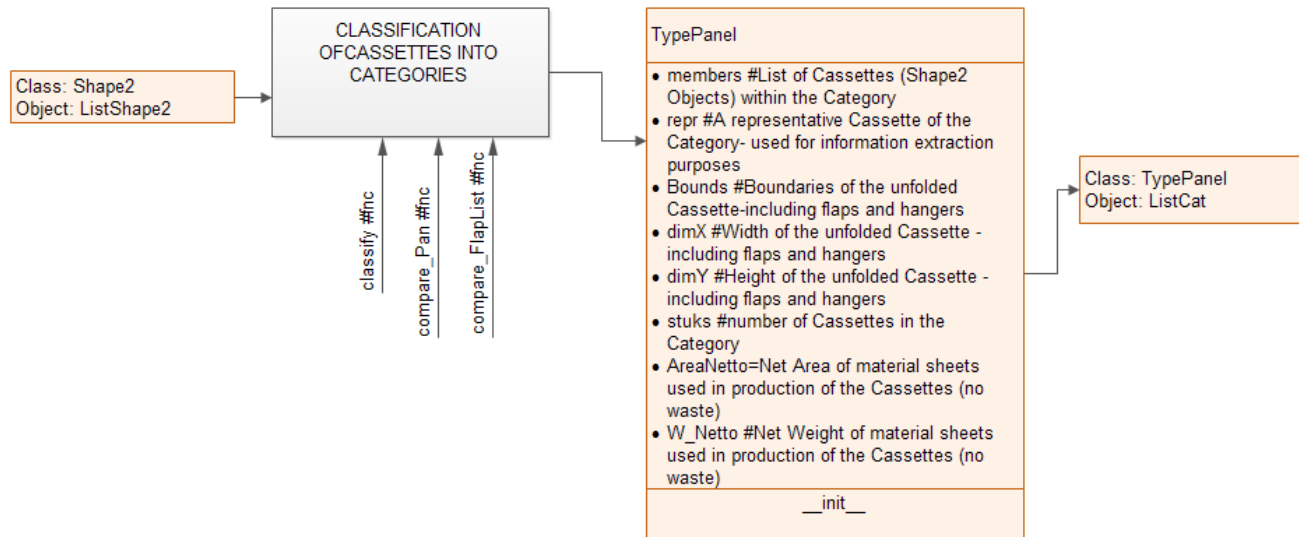 Class: Shape2
Object: ListShape2
CLASSIFICATION
OFCASSETTES INTO
CATEGORIES
classify #fnc
compare_Pan #fnc
compare_FlapList #fnc
TypePanel
• members #List of Cassettes (Shape2
Objects) within the Category
• repr #A representative Cassette of the
Category- used for information extraction
purposes
• Bounds #Boundaries of the unfolded
Cassette-including flaps and hangers
• dimX #Width of the unfolded Cassette -
including flaps and hangers
• dimY #Height of the unfolded Cassette -
including flaps and hangers
• stuks #number of Cassettes in the
Category
• AreaNetto=Net Area of material sheets
used in production of the Cassettes (no
waste)
• W_Netto #Net Weight of material sheets
used in production of the Cassettes (no
waste)
__init__
Class: TypePanel
Object: ListCat